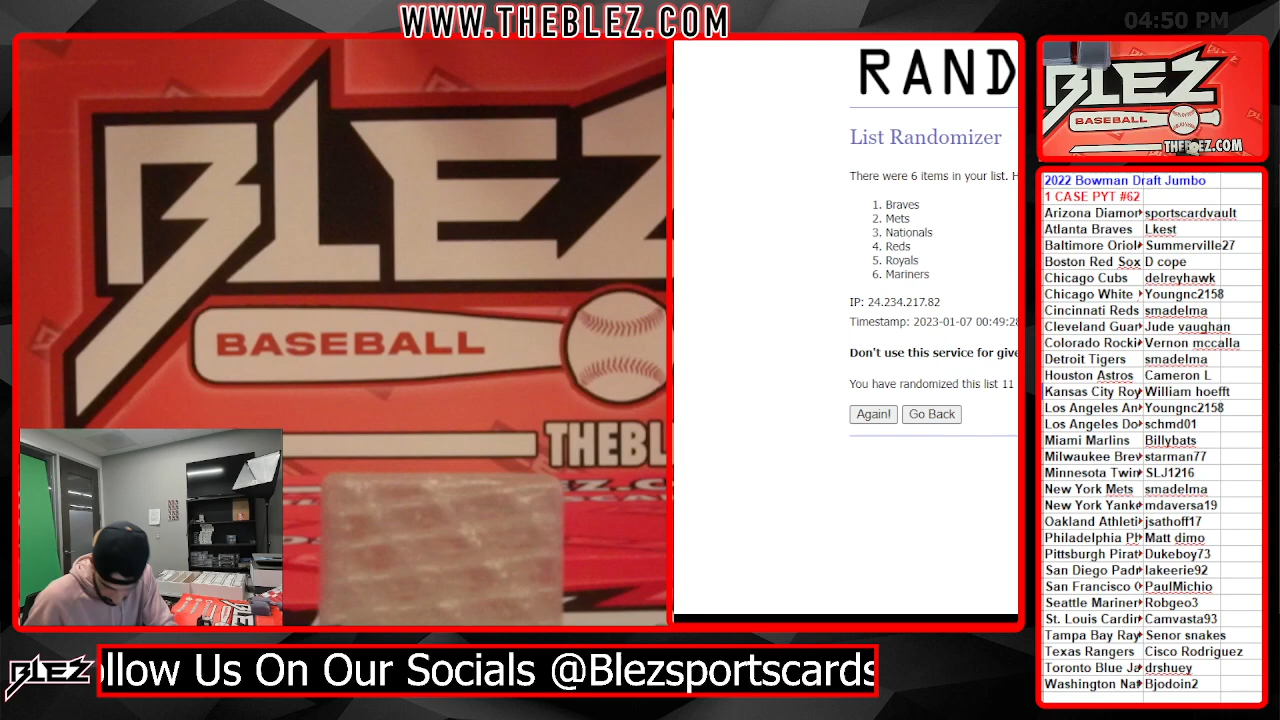 WWW.THEBLEZ.COM
04:50 PM
BLEZ
BASEBALL
THEBL
RAND
List Randomizer
There were 6 items in your list. H
1. Braves
2. Mets
3. Nationals
4. Reds
5. Royals
6. Mariners
IP: 24.234.217.82
Timestamp: 2023-01-07 00:49:28
Don't use this service for give
You have randomized this list 11
Again! Go Back
BLEZ
BASEBALL
THEBLEZ.COM
2022 Bowman Draft Jumbo
1 CASE PYT #62
Arizona Diamor sportscardvault
Atlanta Braves Lkest
Baltimore Oriol Summerville27
Boston Red Sox D cope
Chicago Cubs delreyhawk
Chicago White Youngnc2158
Cincinnati Reds smadelma
Cleveland Guar Jude vaughan
Colorado Rocki Vernon mccalla
Detroit Tigers smadelma
Houston Astros Cameron L
Kansas City Roy William hoefft
Los Angeles An Youngnc2158
Los Angeles Do schmd01
Miami Marlins Billybats
Milwaukee Brev starman77
Minnesota Twin SLJ1216
New York Mets smadelma
New York Yanke mdaversa19
Oakland Athleti jsathoff17
Philadelphia Pl Matt dimo
Pittsburgh Pirat Dukeboy73
San Diego Padr lakeerie92
San Francisco G PaulMichio
Seattle Mariner Robgeo3
St. Louis Cardin Camvasta93
Tampa Bay Ray Senor snakes
Texas Rangers Cisco Rodriguez
Toronto Blue Ja drshuey
Washington Nat Bjodoin2
BLEZ
ollow Us On Our Socials @Blezsportscards